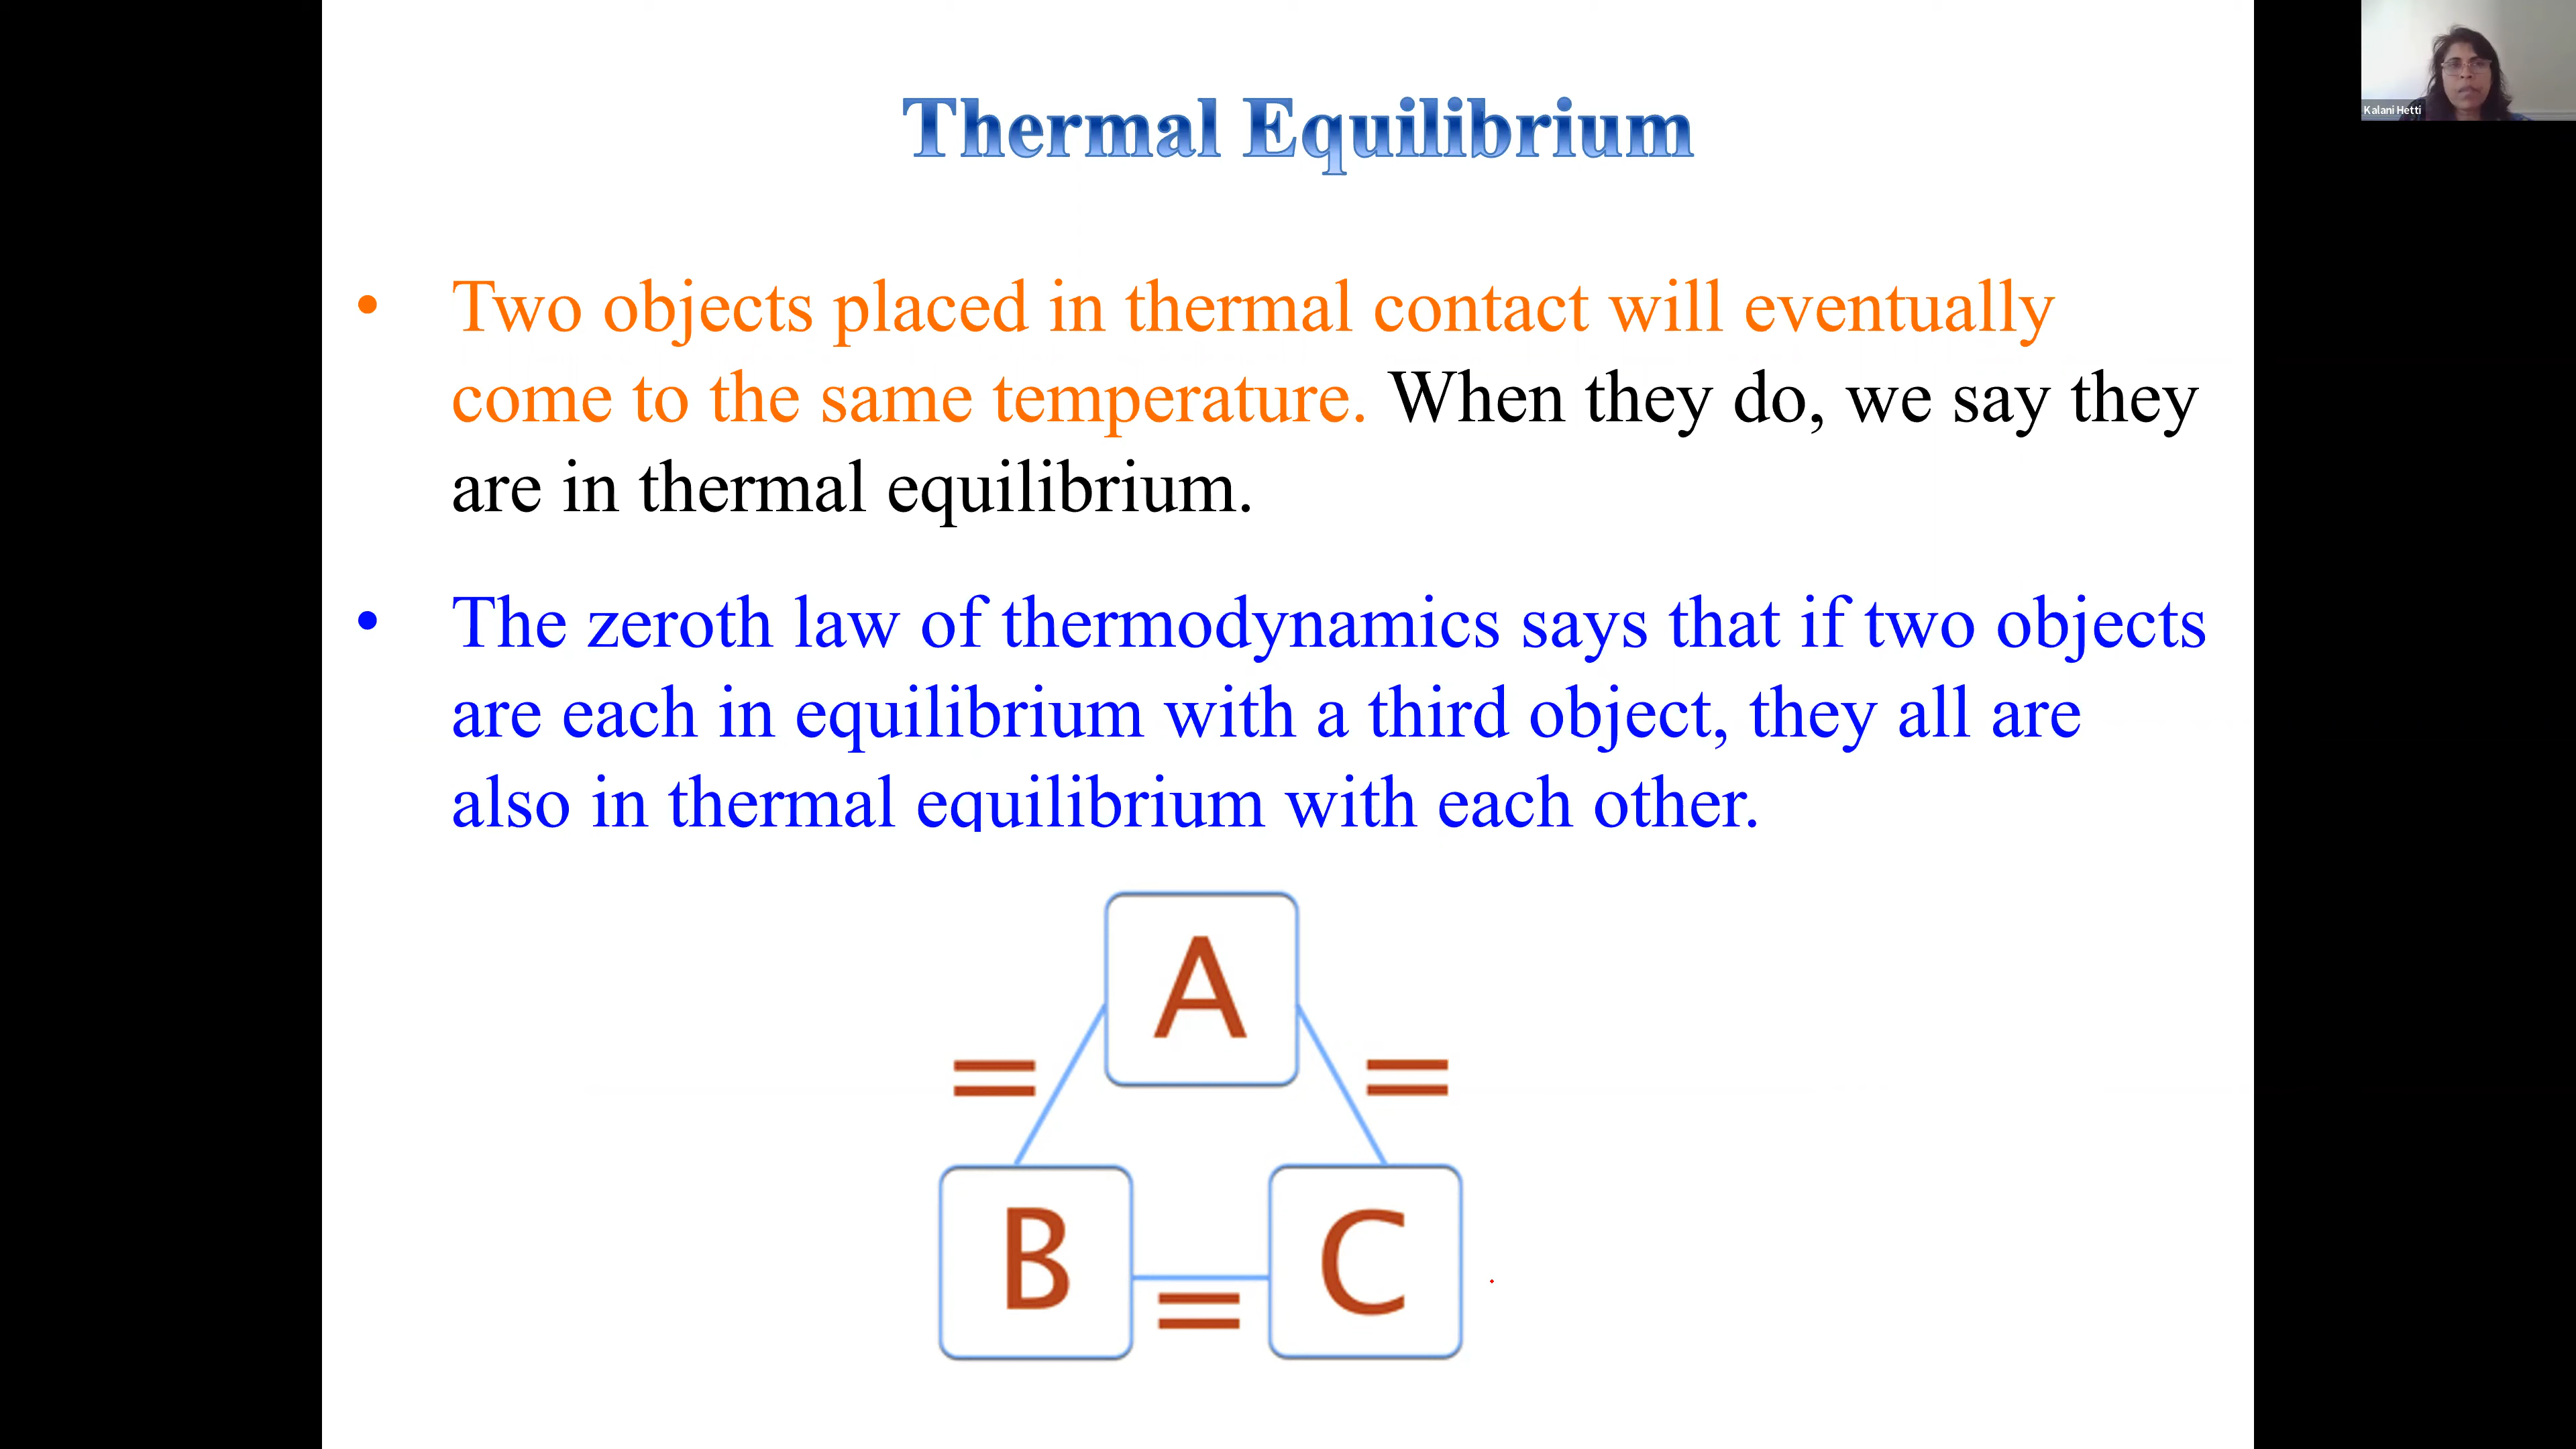 Kalani Hetti
Thermal Equilibrium
• Two objects placed in thermal contact will eventually
come to the same temperature. When they do, we say they
are in thermal equilibrium.
• The zeroth law of thermodynamics says that if two objects
are each in equilibrium with a third object, they all are
also in thermal equilibrium with each other.
A
= =
B = C